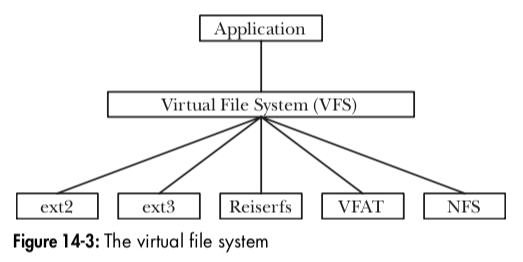 Application
Virtual File System (VFS)
ext2 ext3 Reiserfs VFAT NFS
Figure 14-3: The virtual file system